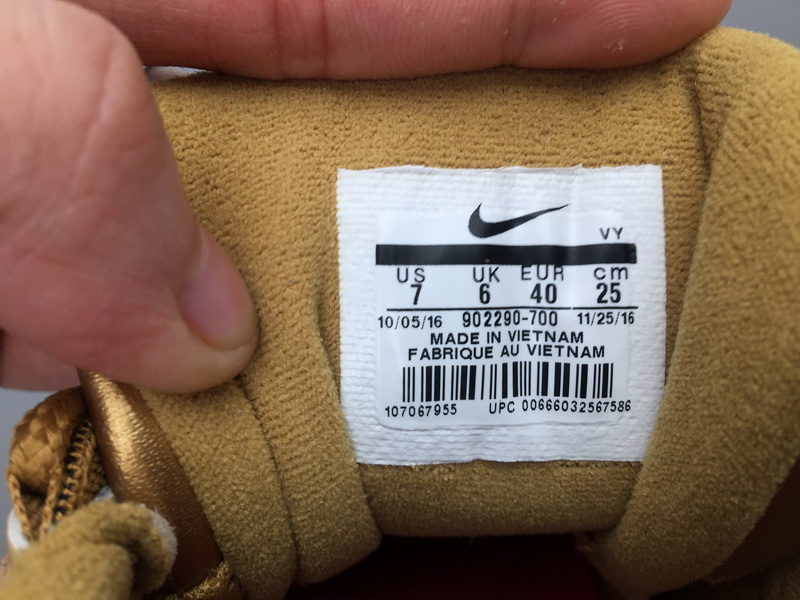 VY
US UK EUR cm
7 6 40 25
10/05/16 902290-700 11/25/16
MADE IN VIETNAM
FABRIQUE AU VIETNAM
107067955 UPC 00666032567586